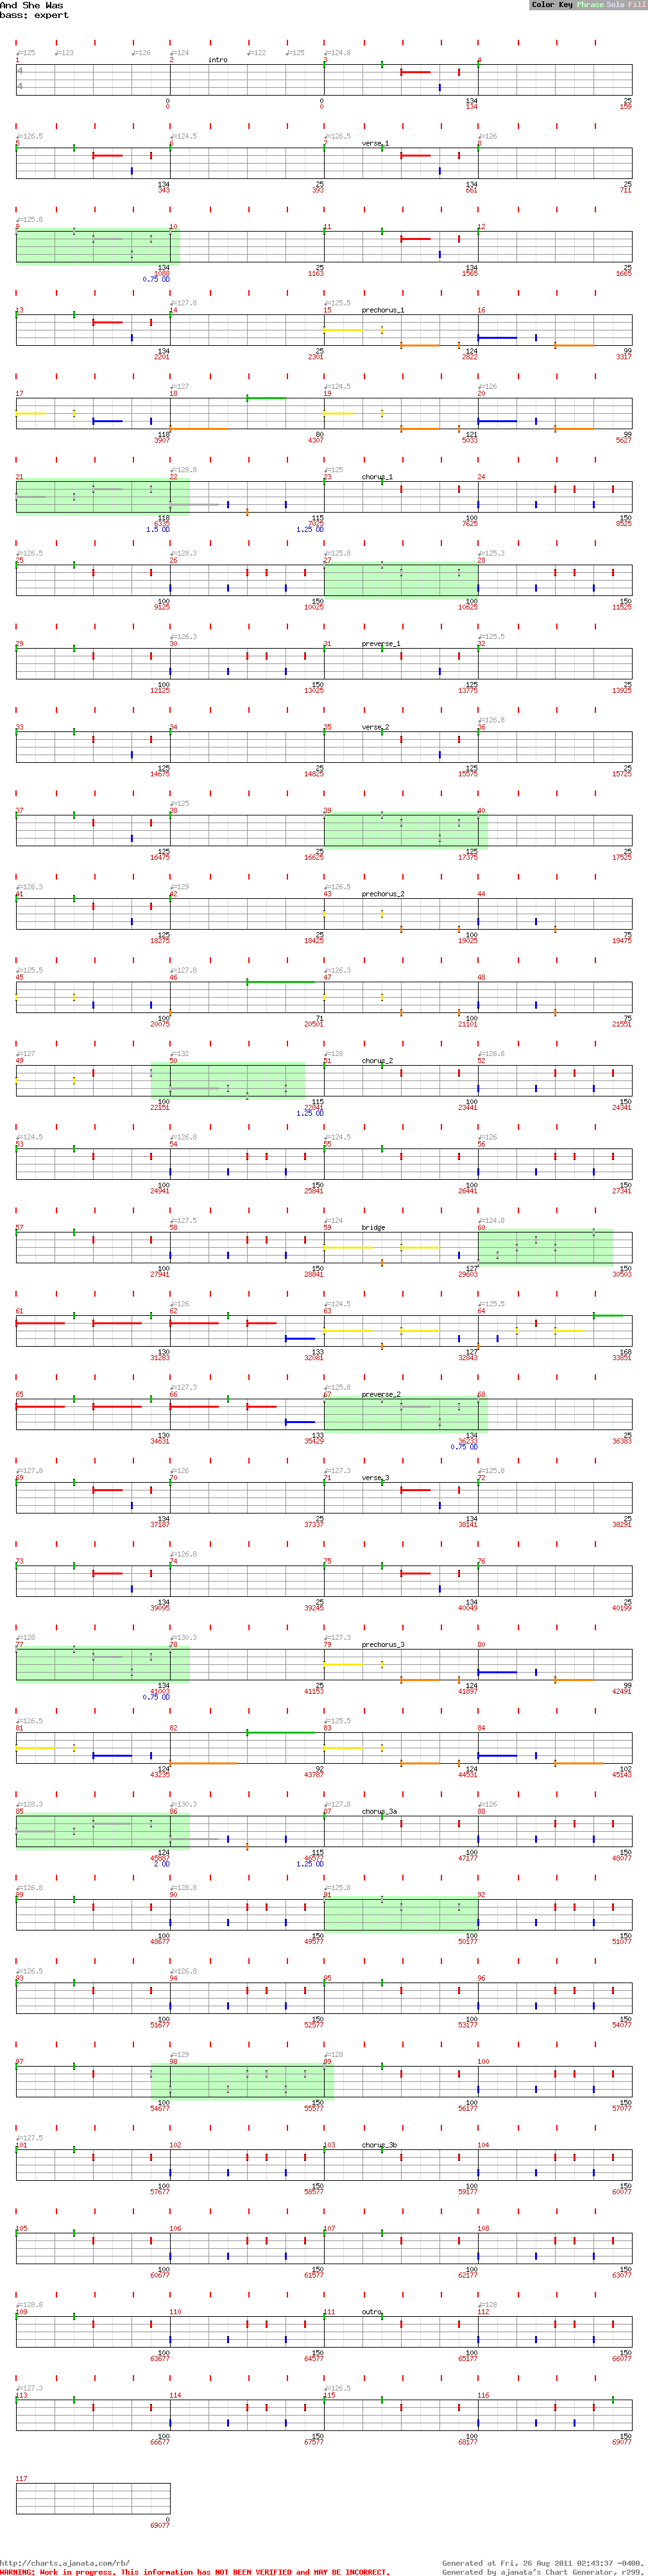 And She Was
bass: expert
Color Key Phrase Solo Fill
♩=125 ♩=123 ♩=126 ♩=124 ♩=122 ♩=125 ♩=124.8
1 2 intro 3 4
4
4
0 0 134 25
0 0 134 159
♩=126.5 ♩=124.5 ♩=126.5 ♩=126
5 6 7 verse_1 8
134 25 134 25
343 393 661 711
♩=125.8
9 10 11 12
134 25 134 25
1088 1163 1565 1665
0.75 OD
♩=127.8 ♩=125.5
13 14 15 prechorus_1 16
134 25 124 99
2201 2301 2822 3317
♩=127 ♩=124.5 ♩=126
17 18 19 20
118 80 121 99
3907 4307 5033 5627
♩=128.8 ♩=125
21 22 23 chorus_1 24
118 115 100 150
6335 7025 7625 8525
1.5 OD 1.25 OD
♩=126.5 ♩=128.3 ♩=125.8 ♩=125.3
25 26 27 28
100 150 100 150
9125 10025 10625 11525
♩=126.3 ♩=125.5
29 30 31 preverse_1 32
100 150 125 25
12125 13025 13775 13925
♩=126.8
33 34 35 verse_2 36
125 25 125 25
14675 14825 15575 15725
♩=125
37 38 39 40
125 25 125 25
16475 16625 17375 17525
♩=126.3 ♩=129 ♩=126.5
41 42 43 prechorus_2 44
125 25 100 75
18275 18425 19025 19475
♩=125.5 ♩=127.8 ♩=126.3
45 46 47 48
100 71 100 75
20075 20501 21101 21551
♩=127 ♩=132 ♩=128 ♩=126.8
49 50 51 chorus_2 52
100 115 100 150
22151 22841 23441 24341
1.25 OD
♩=124.5 ♩=126.8 ♩=124.5 ♩=126
53 54 55 56
100 150 100 150
24941 25841 26441 27341
♩=127.5 ♩=124 ♩=124.8
57 58 59 bridge 60
100 150 127 150
27941 28841 29603 30503
♩=126 ♩=124.5 ♩=125.5
61 62 63 64
130 133 127 168
31283 32081 32843 33851
♩=127.3 ♩=125.8
65 66 67 preverse_2 68
130 133 134 25
34631 35429 36233 36383
0.75 OD
♩=127.8 ♩=126 ♩=127.3 ♩=125.8
69 70 71 verse_3 72
134 25 134 25
37187 37337 38141 38291
♩=126.8
73 74 75 76
134 25 134 25
39095 39245 40049 40199
♩=128 ♩=130.3 ♩=127.3
77 78 79 prechorus_3 80
134 25 124 99
41003 41153 41897 42491
0.75 OD
♩=126.5 ♩=125.5
81 82 83 84
124 92 124 102
43235 43787 44531 45143
♩=128.3 ♩=130.3 ♩=127.8 ♩=126
85 86 87 chorus_3a 88
124 115 100 150
45887 46577 47177 48077
2 OD 1.25 OD
♩=126.8 ♩=128.8 ♩=125.8
89 90 91 92
100 150 100 150
48677 49577 50177 51077
♩=126.5 ♩=126.8
93 94 95 96
100 150 100 150
51677 52577 53177 54077
♩=129 ♩=128
97 98 99 100
100 150 100 150
54677 55577 56177 57077
♩=127.5
101 102 103 chorus_3b 104
100 150 100 150
57677 58577 59177 60077
105 106 107 108
100 150 100 150
60677 61577 62177 63077
♩=128.8 ♩=128
109 110 111 outro 112
100 150 100 150
63677 64577 65177 66077
♩=127.3 ♩=126.5
113 114 115 116
100 150 100 150
66677 67577 68177 69077
117
0
69077
http://charts.ajanata.com/rb/ Generated at Fri, 26 Aug 2011 02:43:37 -0400.
WARNING: Work in progress. This information has NOT BEEN VERIFIED and MAY BE INCORRECT. Generated by ajanata's Chart Generator, r299.